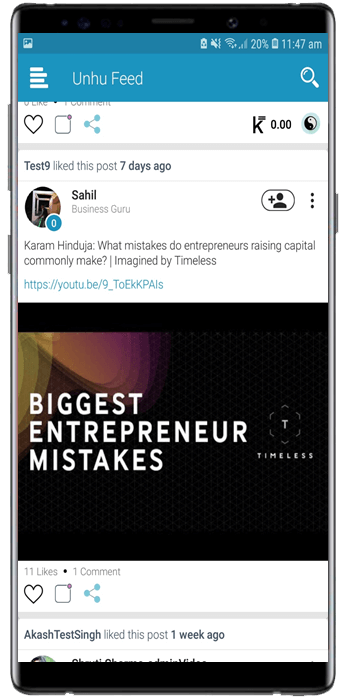 20% 11:47 am
Unhu Feed
0 Like • 1 Comment
K 0.00
Test9 liked this post 7 days ago
Sahil
Business Guru
0
Karam Hinduja: What mistakes do entrepreneurs raising capital
commonly make? | Imagined by Timeless
https://youtu.be/9_ToEkKPAIs
BIGGEST
ENTREPRENEUR
MISTAKES
T
TIMELESS
11 Likes • 1 Comment
AkashTestSingh liked this post 1 week ago